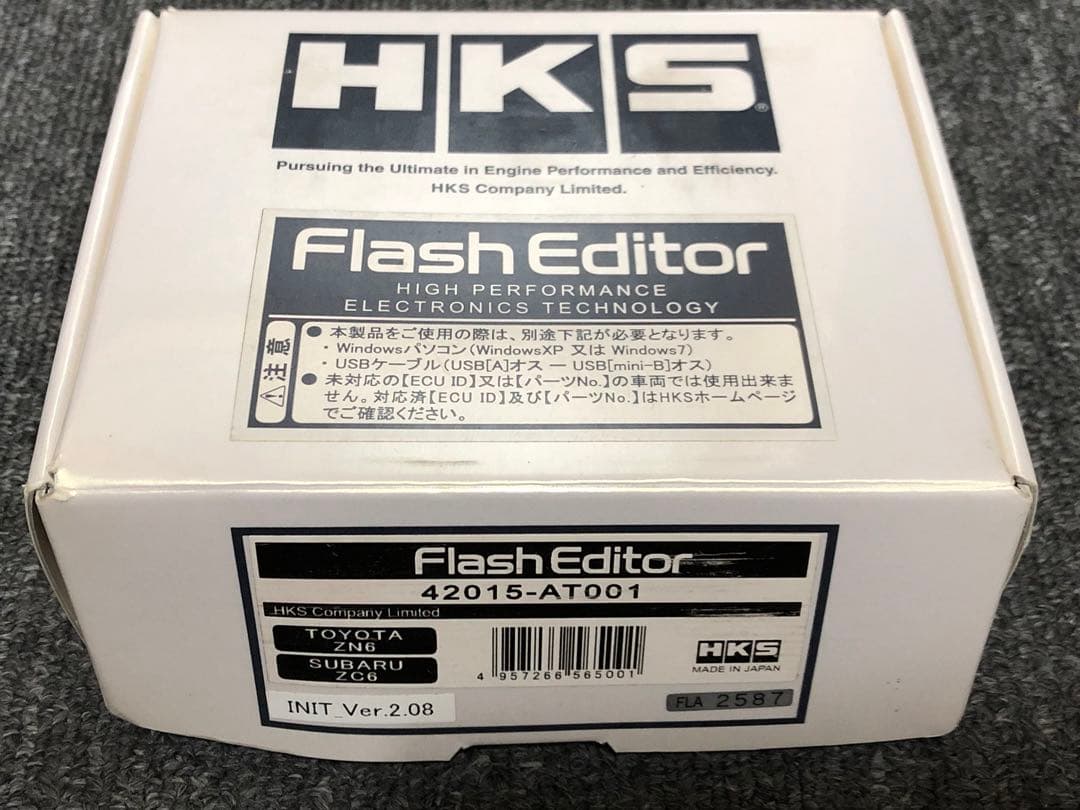 HKS®
Pursuing the Ultimate in Engine Performance and Efficiency.
HKS Company Limited.
Flash Editor
HIGH PERFORMANCE
ELECTRONICS TECHNOLOGY
⚠注意
● 本製品をご使用の際は、別途下記が必要となります。
・Windowsパソコン(WindowsXP 又は Windows7)
・USBケーブル(USB[A]オス ー USB[mini-B]オス)
● 未対応の【ECU ID】又は【パーツNo.】の車両では使用出来ま
せん。対応済【ECU ID】及び【パーツNo.】はHKSホームページ
でご確認ください。
Flash Editor
42015-AT001
HKS Company Limited
TOYOTA
ZN6
SUBARU
ZC6
INIT_Ver.2.08
4 957266 565001
HKS
MADE IN JAPAN
FLA 2587